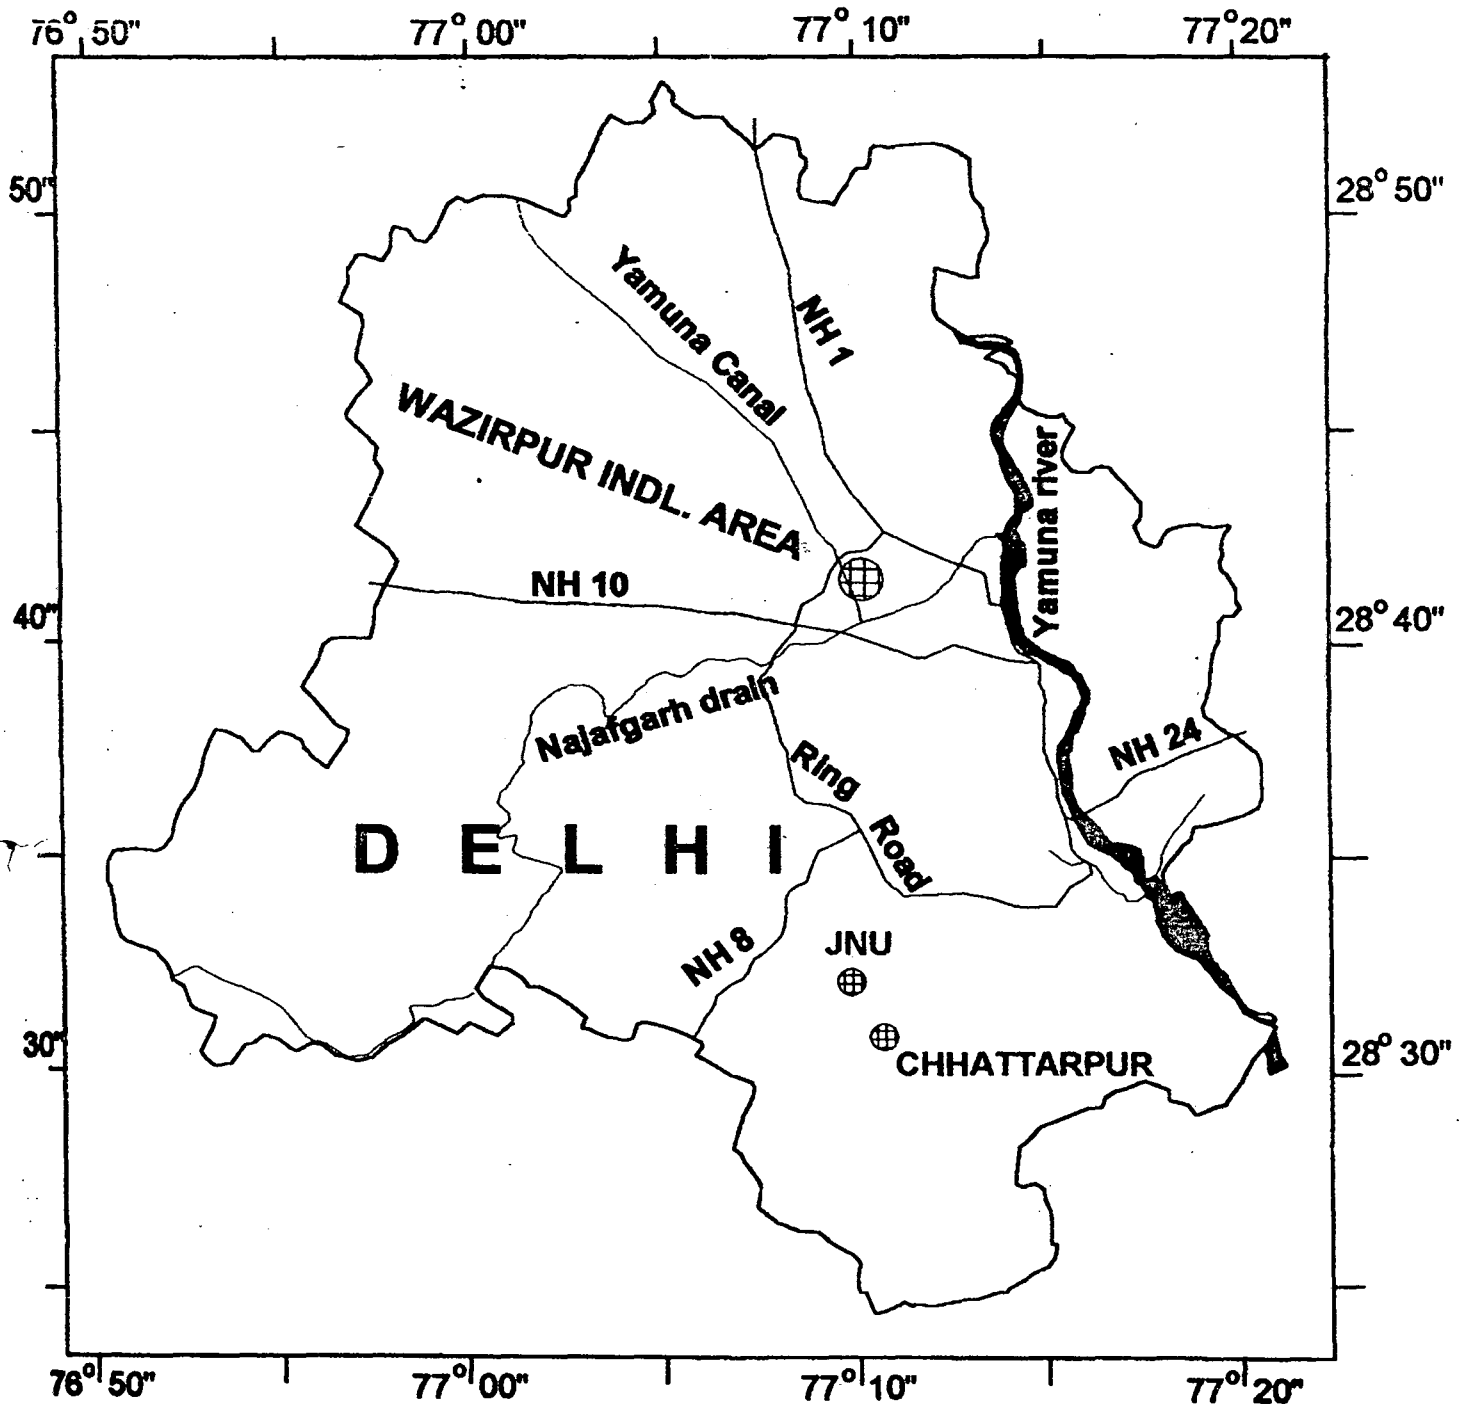 76° 50" 77° 00" 77° 10" 77° 20"
50" 28° 50"
Yamuna Canal
NH 1
WAZIRPUR INDL. AREA
Yamuna river
NH 10
40" 28° 40"
Najafgarh drain
NH 24
Ring Road
DELHI
JNU
NH 8
30" 28° 30"
CHHATTARPUR
76° 50" 77° 00" 77° 10" 77° 20"